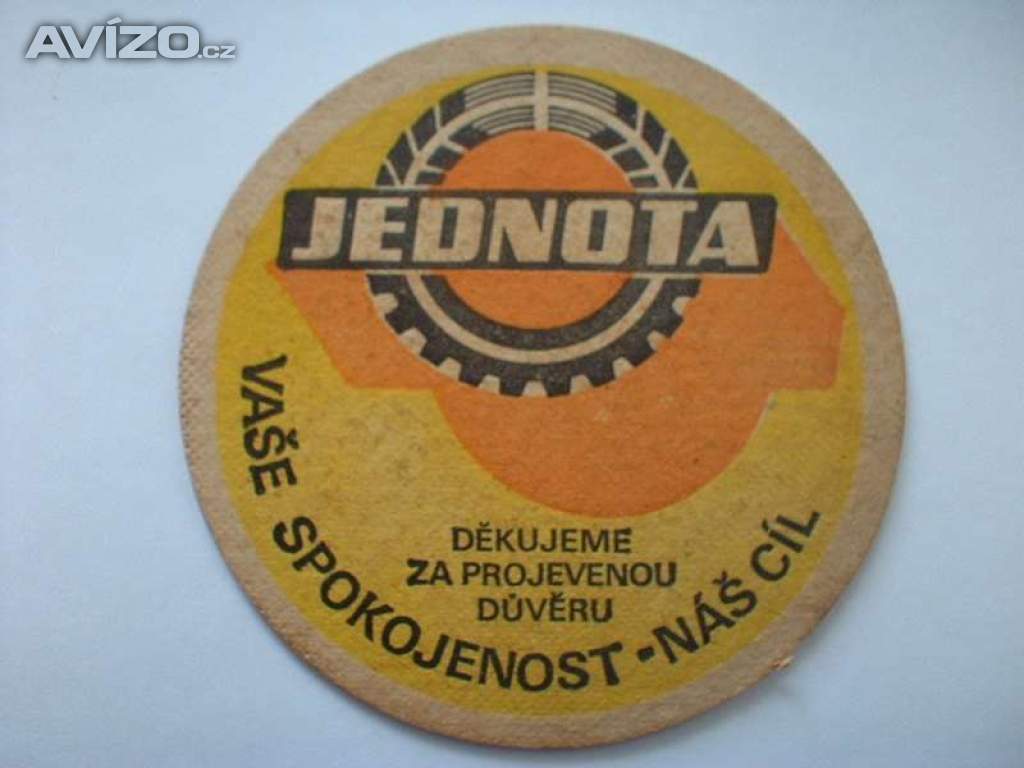 AVÍZO.cz
JEDNOTA
DĚKUJEME
ZA PROJEVENOU
DŮVĚRU
VAŠE SPOKOJENOST - NÁŠ CÍL